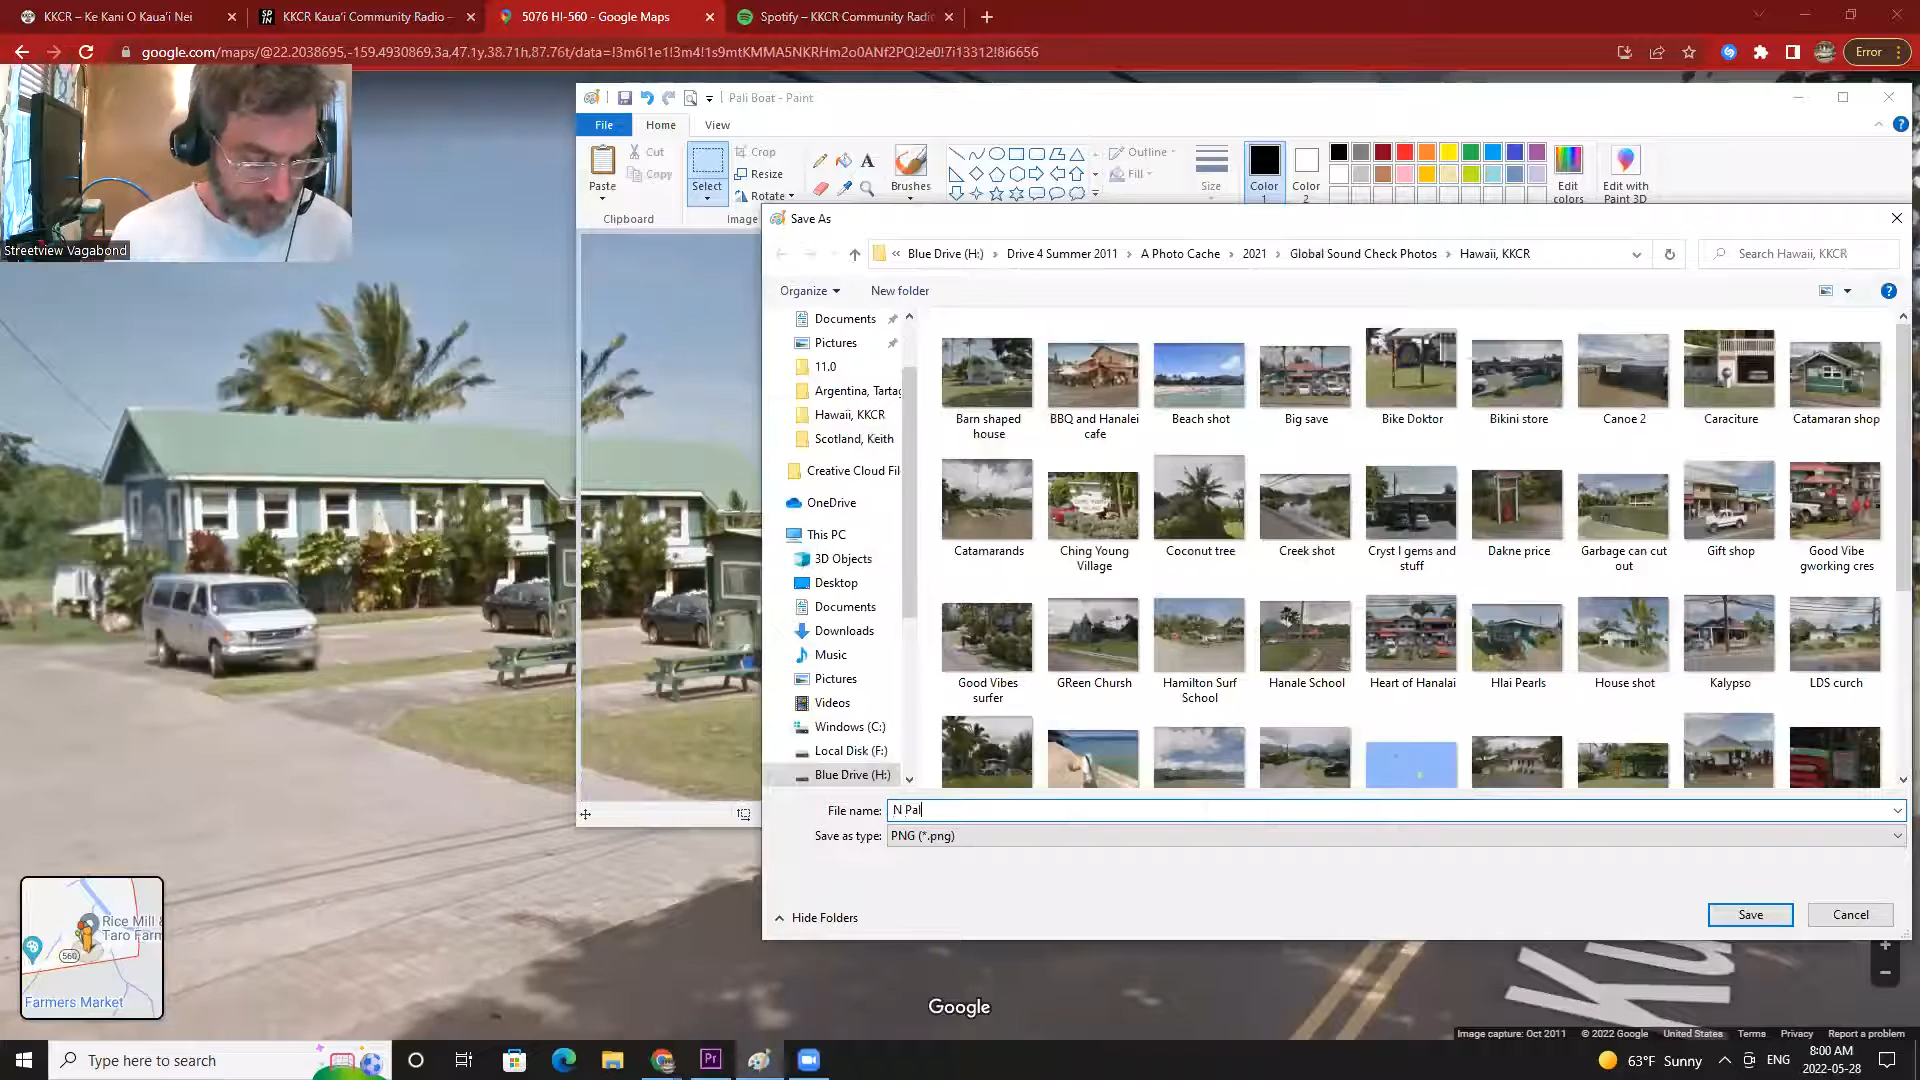 KKCR – Ke Kani O Kaua'i Nei
KKCR Kaua'i Community Radio –
5076 HI-560 - Google Maps
Spotify – KKCR Community Radio
google.com/maps/@22.2038695,-159.4930869,3a,47.1y,38.71h,87.76t/data=!3m6!1e1!3m4!1s9mtKMMA5NKRHm2o0ANf2PQ!2e0!7i13312!8i6656
Error
Streetview Vagabond
Pali Boat - Paint
File
Home
View
Paste
Cut
Copy
Clipboard
Select
Crop
Resize
Rotate
Image
Brushes
Outline
Fill
Size
Color 1
Color 2
Edit colors
Edit with Paint 3D
Save As
« Blue Drive (H:) › Drive 4 Summer 2011 › A Photo Cache › 2021 › Global Sound Check Photos › Hawaii, KKCR
Search Hawaii, KKCR
Organize
New folder
Documents
Pictures
11.0
Argentina, Tartag
Hawaii, KKCR
Scotland, Keith
Creative Cloud Fil
OneDrive
This PC
3D Objects
Desktop
Documents
Downloads
Music
Pictures
Videos
Windows (C:)
Local Disk (F:)
Blue Drive (H:)
Barn shaped house
BBQ and Hanalei cafe
Beach shot
Big save
Bike Doktor
Bikini store
Canoe 2
Caraciture
Catamaran shop
Catamarands
Ching Young Village
Coconut tree
Creek shot
Cryst l gems and stuff
Dakne price
Garbage can cut out
Gift shop
Good Vibe gworking cres
Good Vibes surfer
GReen Chursh
Hamilton Surf School
Hanale School
Heart of Hanalai
Hlai Pearls
House shot
Kalypso
LDS curch
File name: N Pal
Save as type: PNG (*.png)
Hide Folders
Save
Cancel
Rice Mill &
Taro Farm
560
Farmers Market
Ku
Google
Image capture: Oct 2011 © 2022 Google United States Terms Privacy Report a problem
Type here to search
Pr
63°F Sunny
ENG
8:00 AM
2022-05-28